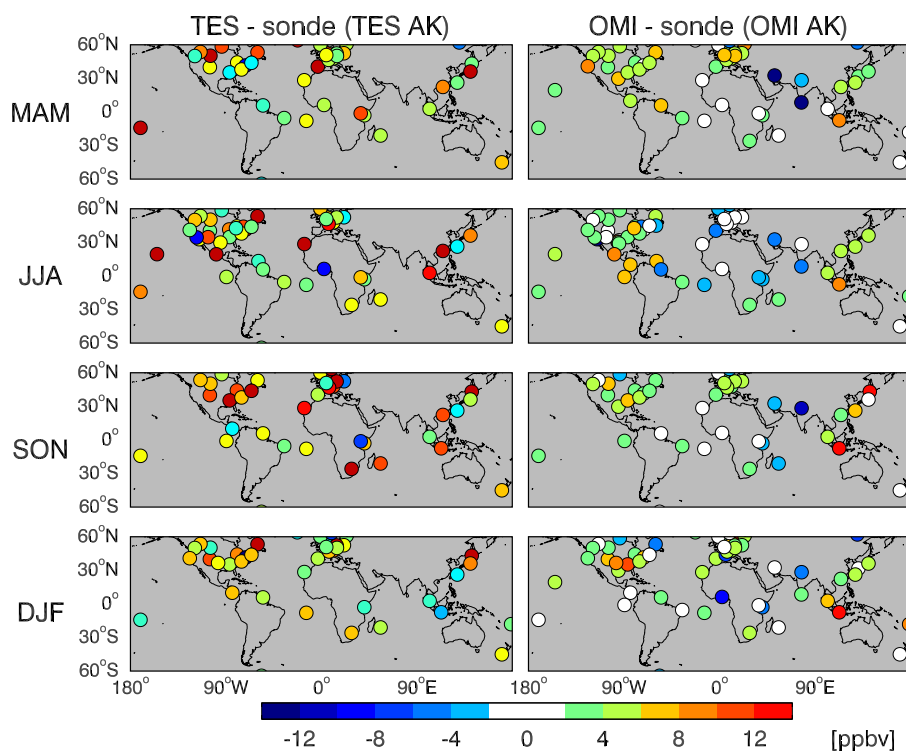 TES - sonde (TES AK)
OMI - sonde (OMI AK)
MAM
60°N
30°N
0°
30°S
60°S
JJA
60°N
30°N
0°
30°S
60°S
SON
60°N
30°N
0°
30°S
60°S
DJF
60°N
30°N
0°
30°S
60°S
180° 90°W 0° 90°E 180° 90°W 0° 90°E
-12 -8 -4 0 4 8 12 [ppbv]